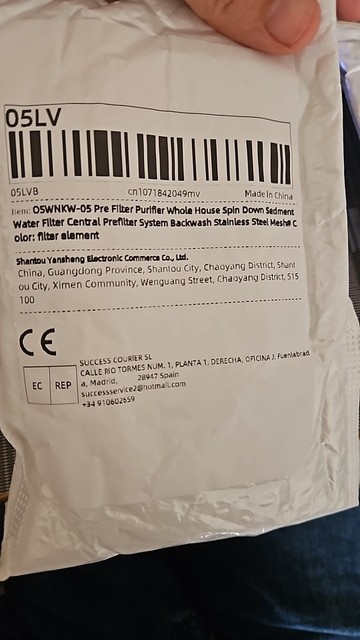 05LV
05LVB cn1071842049mv Made in China
Item: OSWNKW-05 Pre Filter Purifier Whole House Spin Down Sediment
Water Filter Central Prefilter System Backwash Stainless Steel Mesh# C
olor: filter element
Shantou Yansheng Electronic Commerce Co., Ltd.
China, Guangdong Province, Shantou City, Chaoyang District, Shant
ou City, Ximen Community, Wenguang Street, Chaoyang District, 515
100
CE
EC REP
SUCCESS COURIER SL
CALLE RIO TORMES NUM. 1, PLANTA 1, DERECHA, OFICINA 3, Fuenlabrad
a, Madrid, 28947 Spain
successservice2@hotmail.com
+34 910602659